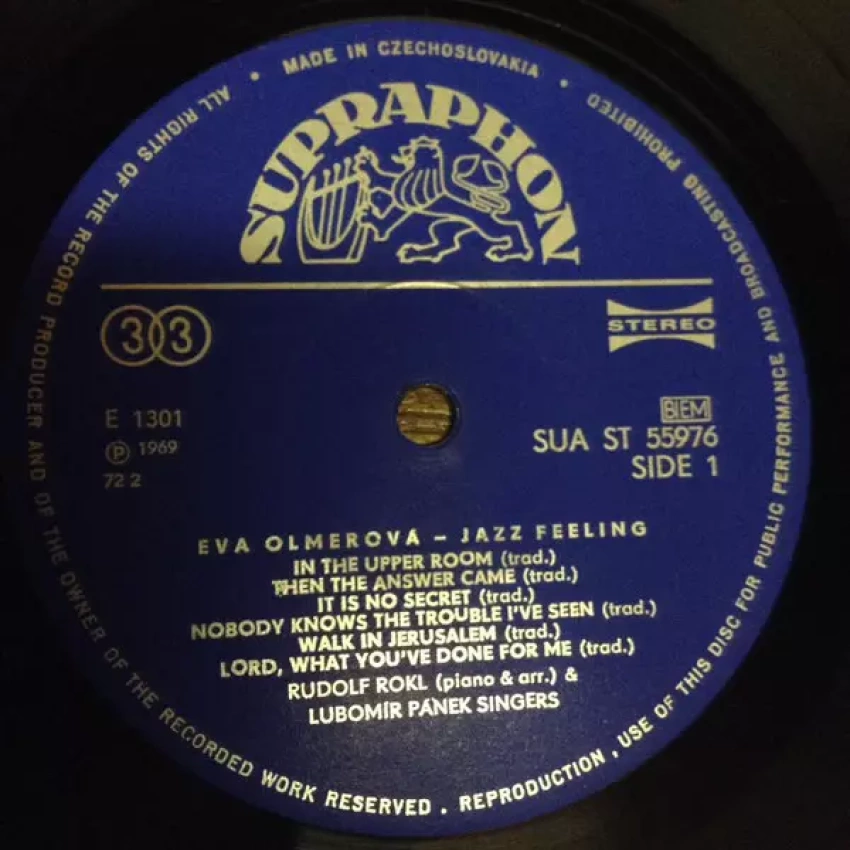 MADE IN CZECHOSLOVAKIA
SUPRAPHON
33
STEREO
E 1301
℗ 1969
72 2
BIEM
SUA ST 55976
SIDE 1
EVA OLMEROVÁ – JAZZ FEELING
IN THE UPPER ROOM (trad.)
THEN THE ANSWER CAME (trad.)
IT IS NO SECRET (trad.)
NOBODY KNOWS THE TROUBLE I'VE SEEN (trad.)
WALK IN JERUSALEM (trad.)
LORD, WHAT YOU'VE DONE FOR ME (trad.)
RUDOLF ROKL (piano & arr.) &
LUBOMÍR PÁNEK SINGERS
ALL RIGHTS OF THE RECORD PRODUCER AND OF THE OWNER OF THE RECORDED WORK RESERVED . REPRODUCTION, USE OF THIS DISC FOR PUBLIC PERFORMANCE AND BROADCASTING PROHIBITED